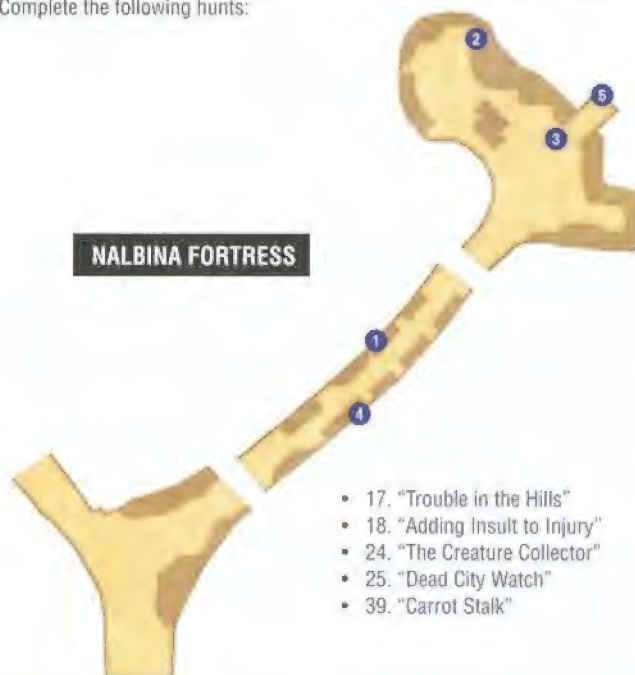 Complete the following hunts:
2
5
3
NALBINA FORTRESS
1
4
• 17. "Trouble in the Hills"
• 18. "Adding Insult to Injury"
• 24. "The Creature Collector"
• 25. "Dead City Watch"
• 39. "Carrot Stalk"